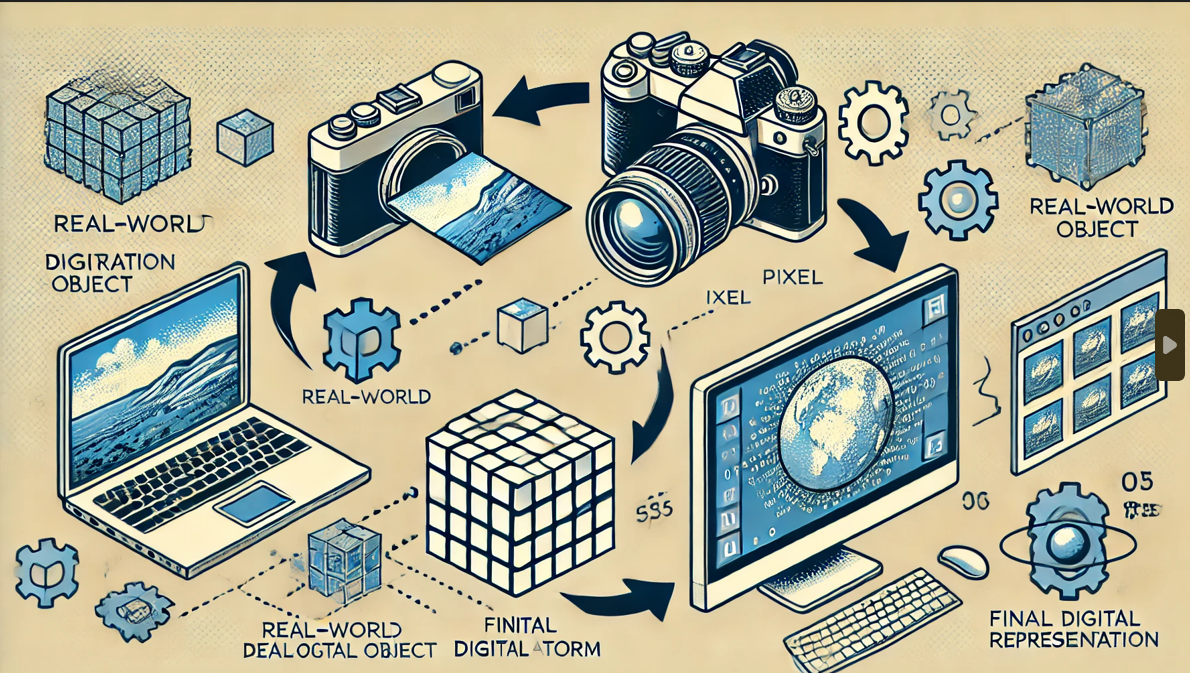 REAL-WORLD
DIGITRATION
OBJECT
REAL-WORLD
OBJECT
PIXEL
IXEL
REAL-WORLD
535
06
05
REAL-WORLD
DEALOGTAL OBJECT
FINITAL
DIGITAL ATORM
FINAL DIGITAL
REPRESENATION